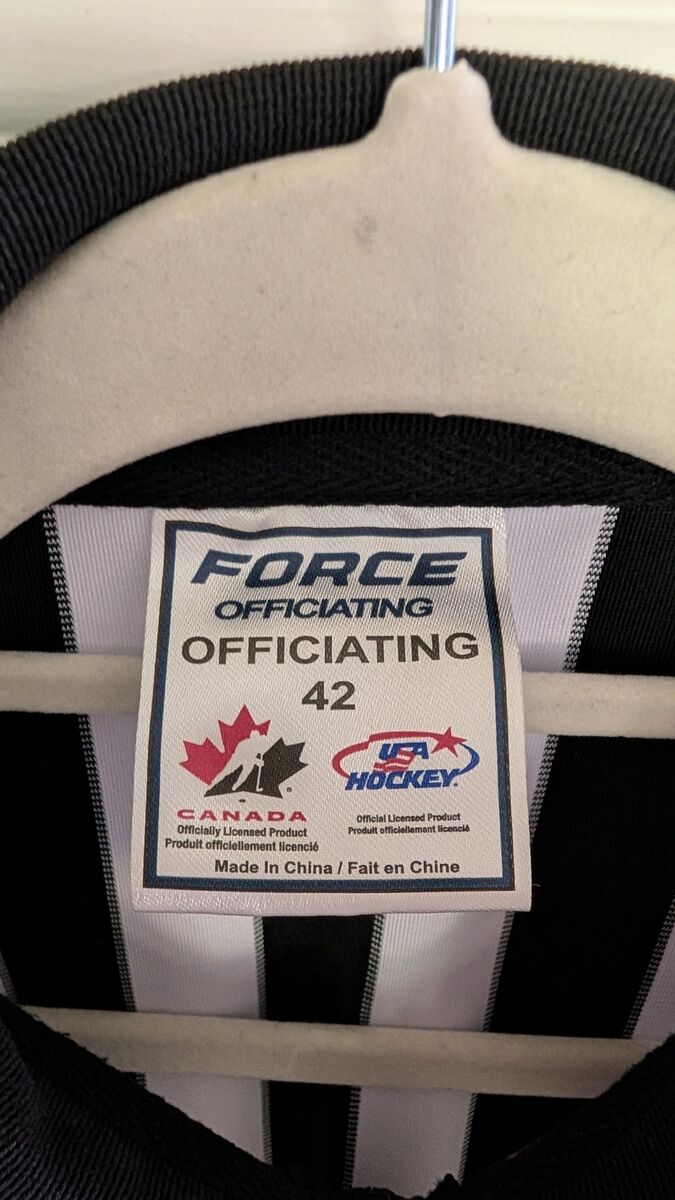 FORCE
OFFICIATING
OFFICIATING
42
CANADA
Officially Licensed Product
Produit officiellement licencié
USA
HOCKEY
Official Licensed Product
Produit officiellement licencié
Made In China / Fait en Chine